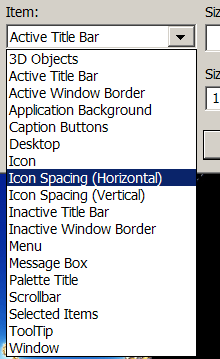 Item:
Siz
Active Title Bar
3D Objects
Active Title Bar
Active Window Border
Si
Application Background
1
Caption Buttons
Desktop
Icon
Icon Spacing (Horizontal)
Icon Spacing (Vertical)
Inactive Title Bar
Inactive Window Border
Menu
Message Box
Palette Title
Scrollbar
Selected Items
ToolTip
Window